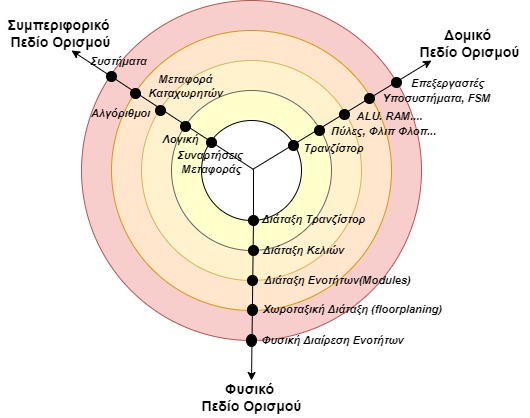 Συμπεριφορικό
Πεδίο Ορισμού
Δομικό
Πεδίο Ορισμού
Συστήματα
Μεταφορά
Καταχωρητών
Αλγόριθμοι
Λογική
Συναρτήσεις
Μεταφοράς
Επεξεργαστές
Υποσυστήματα, FSM
ALU, RAM....
Πύλες, Φλιπ Φλοπ...
Τρανζίστορ
Διάταξη Τρανζίστορ
Διάταξη Κελιών
Διάταξη Ενοτήτων(Modules)
Χωροταξική Διάταξη (floorplaning)
Φυσική Διαίρεση Ενοτήτων
Φυσικό
Πεδίο Ορισμού